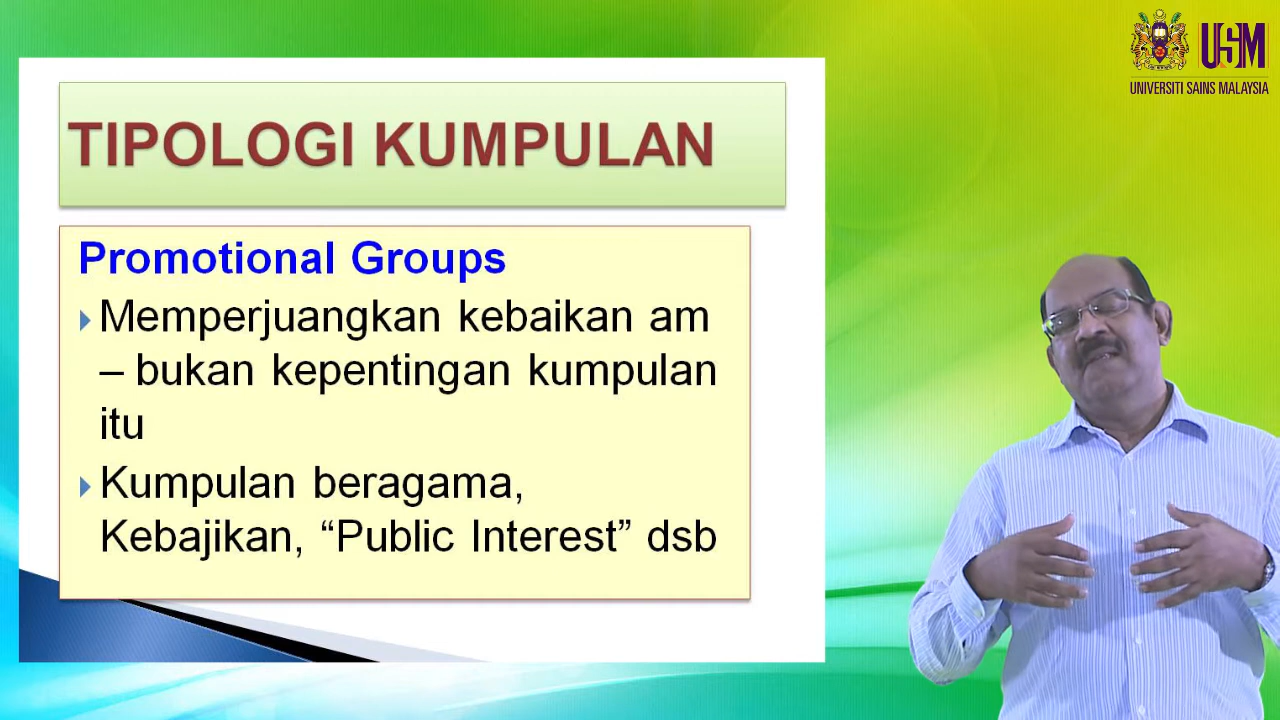 USM
UNIVERSITI SAINS MALAYSIA
TIPOLOGI KUMPULAN
Promotional Groups
Memperjuangkan kebaikan am
– bukan kepentingan kumpulan
itu
Kumpulan beragama,
Kebajikan, “Public Interest” dsb